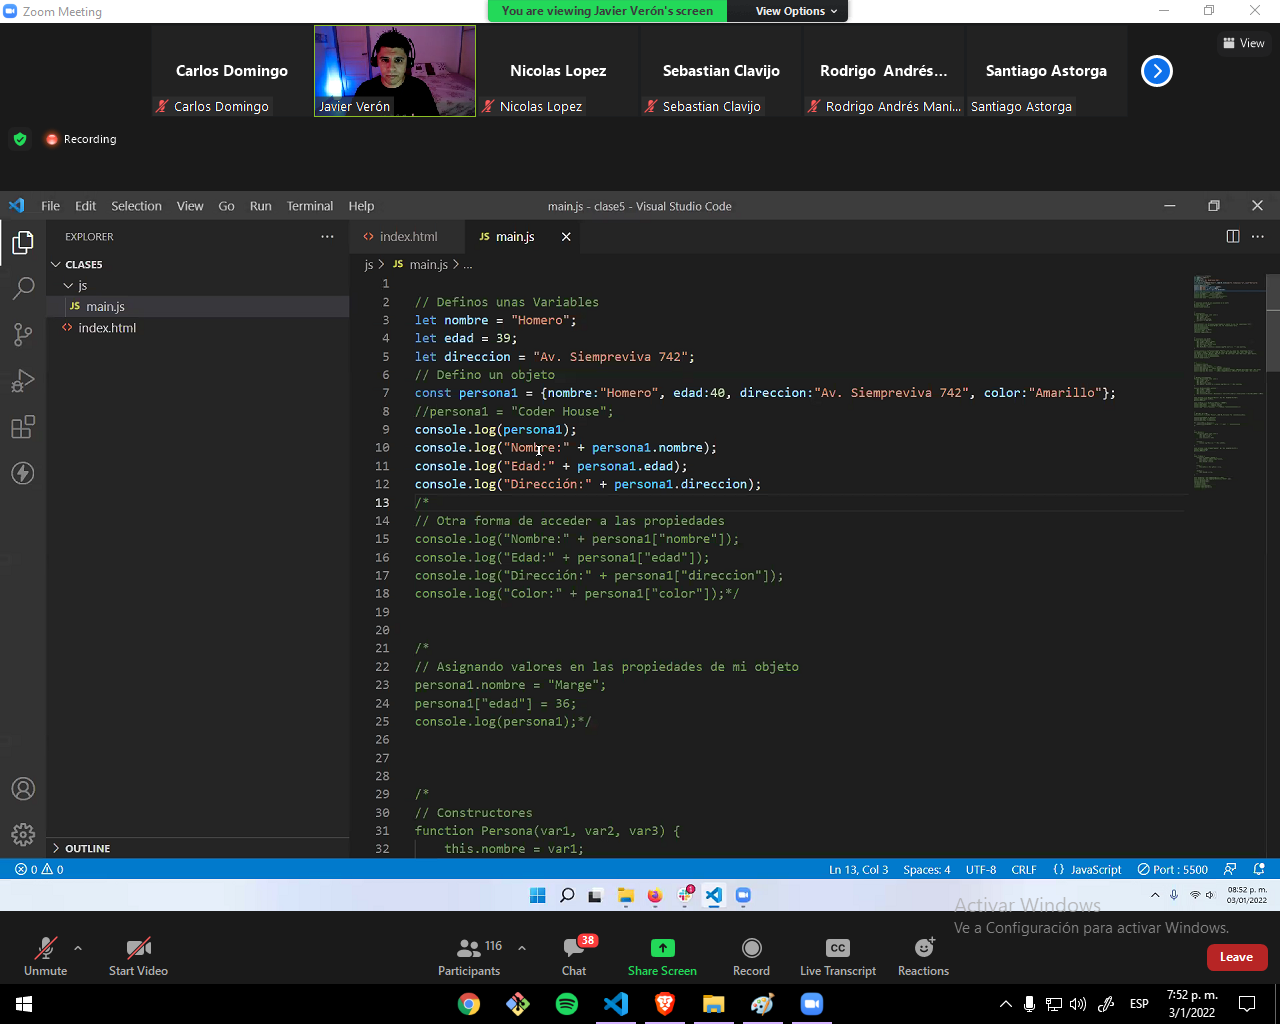 Zoom Meeting
You are viewing Javier Verón's screen
View Options
Carlos Domingo
Carlos Domingo
Javier Verón
Nicolas Lopez
Nicolas Lopez
Sebastian Clavijo
Sebastian Clavijo
Rodrigo Andrés...
Rodrigo Andrés Mani...
Santiago Astorga
Santiago Astorga
View
Recording
File Edit Selection View Go Run Terminal Help
main.js - clase5 - Visual Studio Code
EXPLORER
CLASE5
js
JS main.js
index.html
OUTLINE
index.html
JS main.js
js > JS main.js > ...
1
2 // Definos unas Variables
3 let nombre = "Homero";
4 let edad = 39;
5 let direccion = "Av. Siempreviva 742";
6 // Defino un objeto
7 const persona1 = {nombre:"Homero", edad:40, direccion:"Av. Siempreviva 742", color:"Amarillo"};
8 //persona1 = "Coder House";
9 console.log(persona1);
10 console.log("Nombre:" + persona1.nombre);
11 console.log("Edad:" + persona1.edad);
12 console.log("Dirección:" + persona1.direccion);
13 /*
14 // Otra forma de acceder a las propiedades
15 console.log("Nombre:" + persona1["nombre"]);
16 console.log("Edad:" + persona1["edad"]);
17 console.log("Dirección:" + persona1["direccion"]);
18 console.log("Color:" + persona1["color"]);*/
19
20
21 /*
22 // Asignando valores en las propiedades de mi objeto
23 persona1.nombre = "Marge";
24 persona1["edad"] = 36;
25 console.log(persona1);*/
26
27
28
29 /*
30 // Constructores
31 function Persona(var1, var2, var3) {
32 this.nombre = var1;
0 0
Ln 13, Col 3 Spaces: 4 UTF-8 CRLF {} JavaScript Port : 5500
08:52 p. m.
03/01/2022
Activar Windows
Ve a Configuración para activar Windows.
Unmute
Start Video
116
Participants
38
Chat
Share Screen
Record
CC
Live Transcript
Reactions
Leave
ESP
7:52 p. m.
3/1/2022